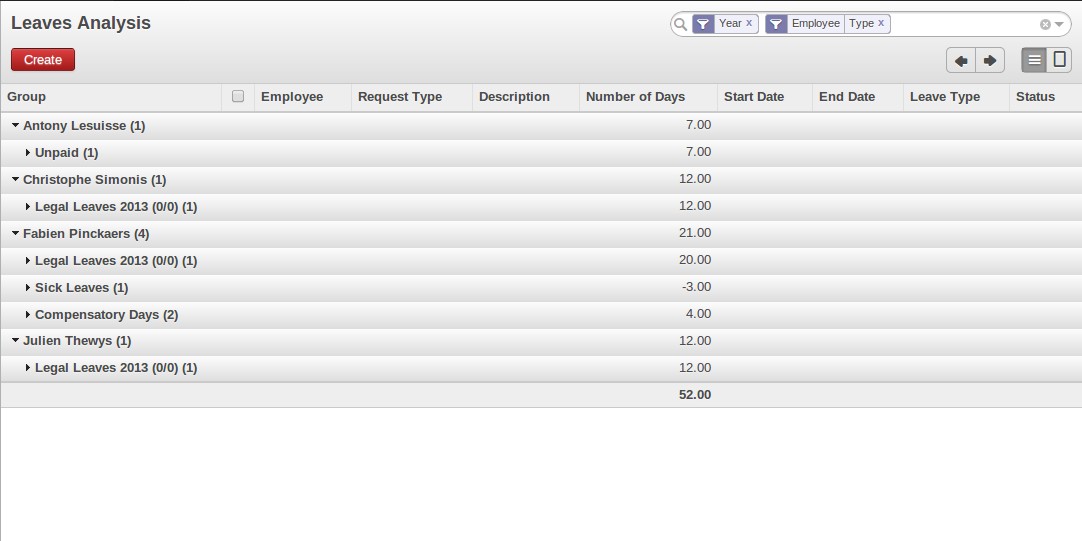 Leaves Analysis
Year x Employee Type x
Create
Group Employee Request Type Description Number of Days Start Date End Date Leave Type Status
Antony Lesuisse (1) 7.00
Unpaid (1) 7.00
Christophe Simonis (1) 12.00
Legal Leaves 2013 (0/0) (1) 12.00
Fabien Pinckaers (4) 21.00
Legal Leaves 2013 (0/0) (1) 20.00
Sick Leaves (1) -3.00
Compensatory Days (2) 4.00
Julien Thewys (1) 12.00
Legal Leaves 2013 (0/0) (1) 12.00
52.00